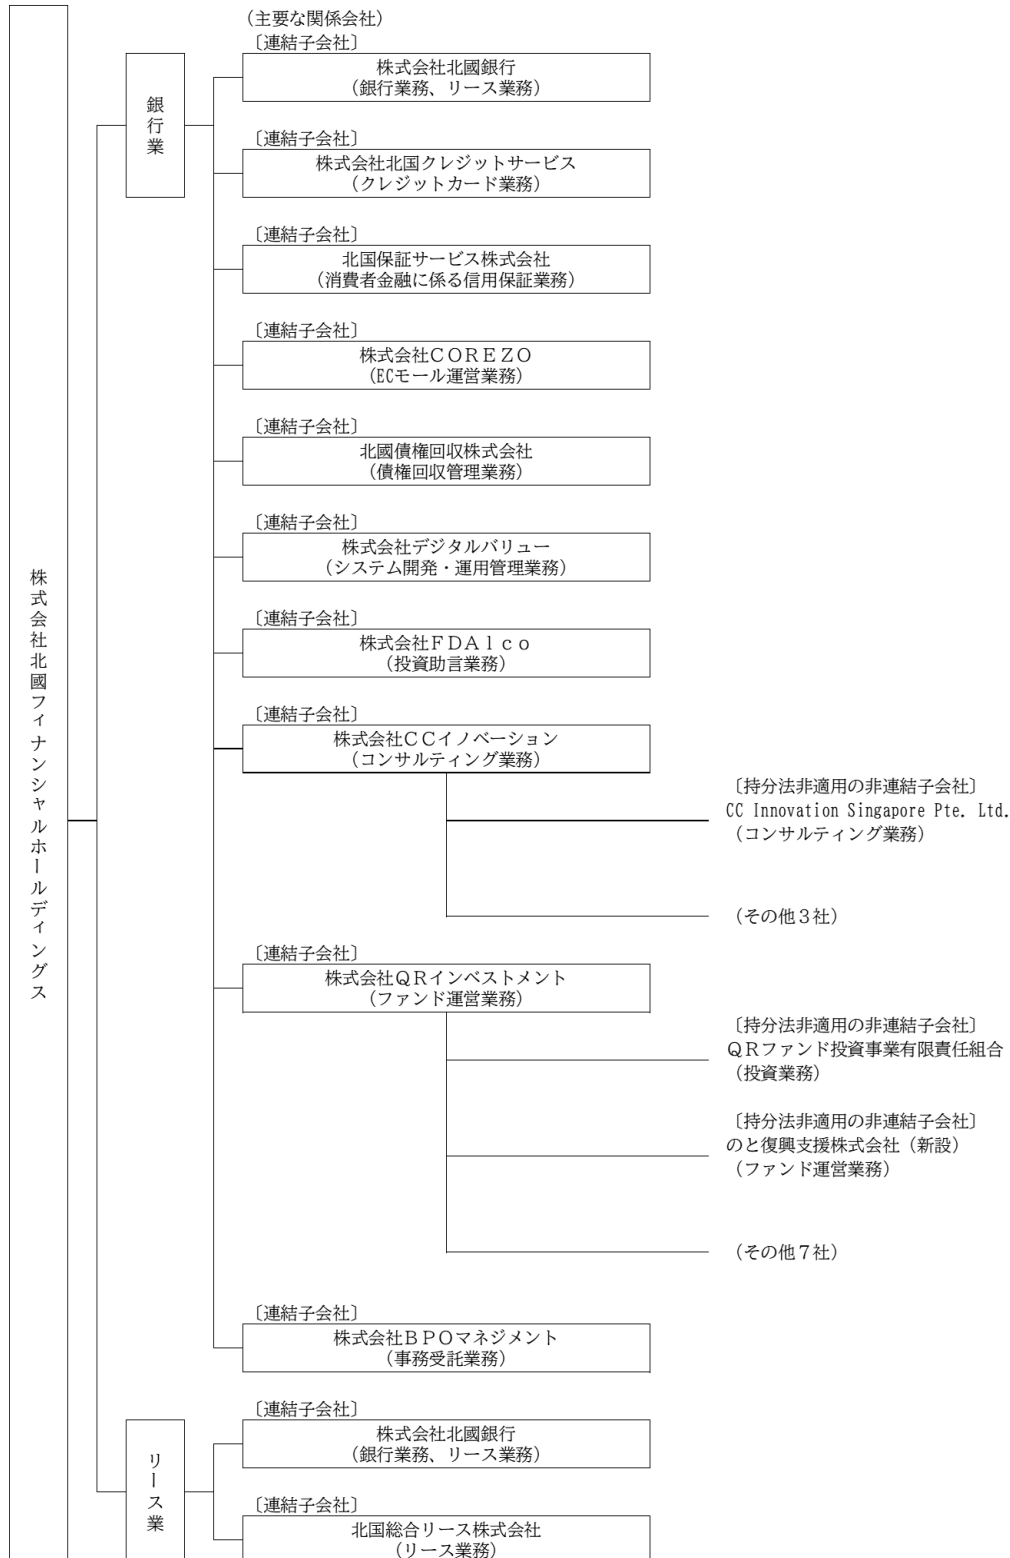 （主要な関係会社）
〔連結子会社〕
株式会社北國銀行
（銀行業務、リース業務）
銀行業
〔連結子会社〕
株式会社北国クレジットサービス
（クレジットカード業務）
〔連結子会社〕
北国保証サービス株式会社
（消費者金融に係る信用保証業務）
〔連結子会社〕
株式会社ＣＯＲＥＺＯ
（ECモール運営業務）
〔連結子会社〕
北國債権回収株式会社
（債権回収管理業務）
〔連結子会社〕
株式会社デジタルバリュー
（システム開発・運用管理業務）
株式会社北國フィナンシャルホールディングス
〔連結子会社〕
株式会社ＦＤＡｌｃｏ
（投資助言業務）
〔連結子会社〕
株式会社ＣＣイノベーション
（コンサルティング業務）
〔持分法非適用の非連結子会社〕
CC Innovation Singapore Pte. Ltd.
（コンサルティング業務）
（その他３社）
〔連結子会社〕
株式会社ＱＲインベストメント
（ファンド運営業務）
〔持分法非適用の非連結子会社〕
ＱＲファンド投資事業有限責任組合
（投資業務）
〔持分法非適用の非連結子会社〕
のと復興支援株式会社（新設）
（ファンド運営業務）
（その他７社）
〔連結子会社〕
株式会社ＢＰＯマネジメント
（事務受託業務）
〔連結子会社〕
株式会社北國銀行
（銀行業務、リース業務）
リース業
〔連結子会社〕
北国総合リース株式会社
（リース業務）